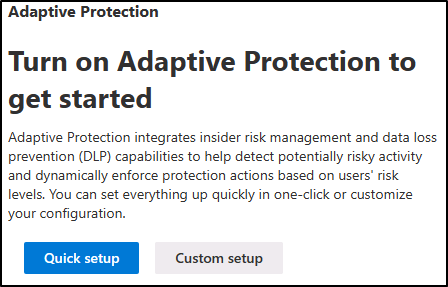 Adaptive Protection
Turn on Adaptive Protection to
get started
Adaptive Protection integrates insider risk management and data loss
prevention (DLP) capabilities to help detect potentially risky activity
and dynamically enforce protection actions based on users' risk
levels. You can set everything up quickly in one-click or customize
your configuration.
Quick setup
Custom setup